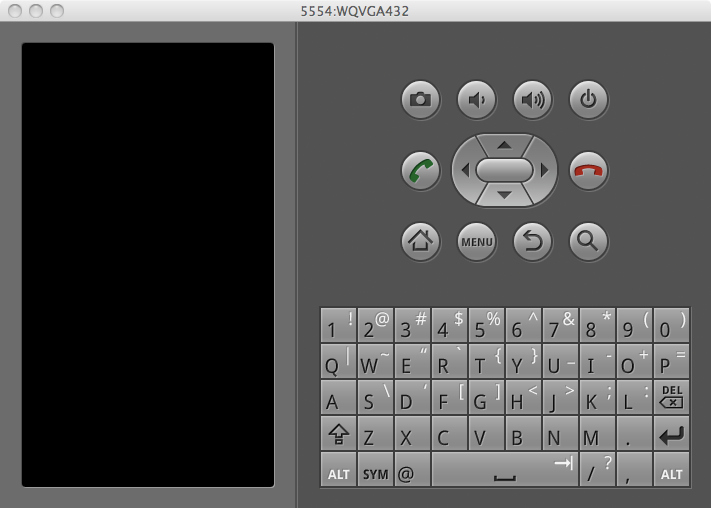 5554:WQVGA432
MENU
1 ! 2 @ 3 # 4 $ 5 % 6 ^ 7 & 8 * 9 ( 0 )
Q | W ~ E “ R ` T { Y } U _ I - O + P =
A S \ D ‘ F [ G ] H < J > K ; L : DEL
Z X C V B N M .
ALT SYM @ / ? , ALT